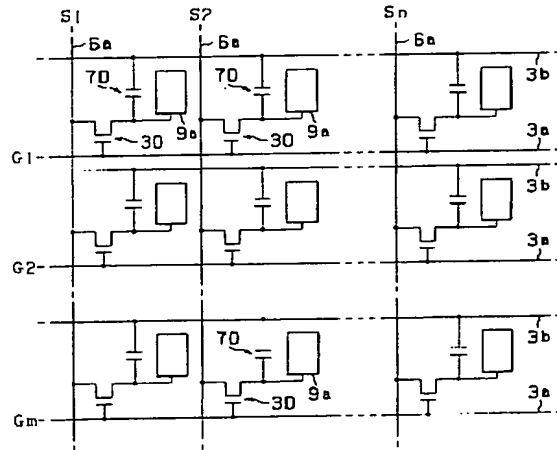 S1 S2 Sn
6a 6a 6a
70 70 3b
9a 9a
30 30 3a
G1
3b
3a
G2
70 3b
9a
30 3a
Gm